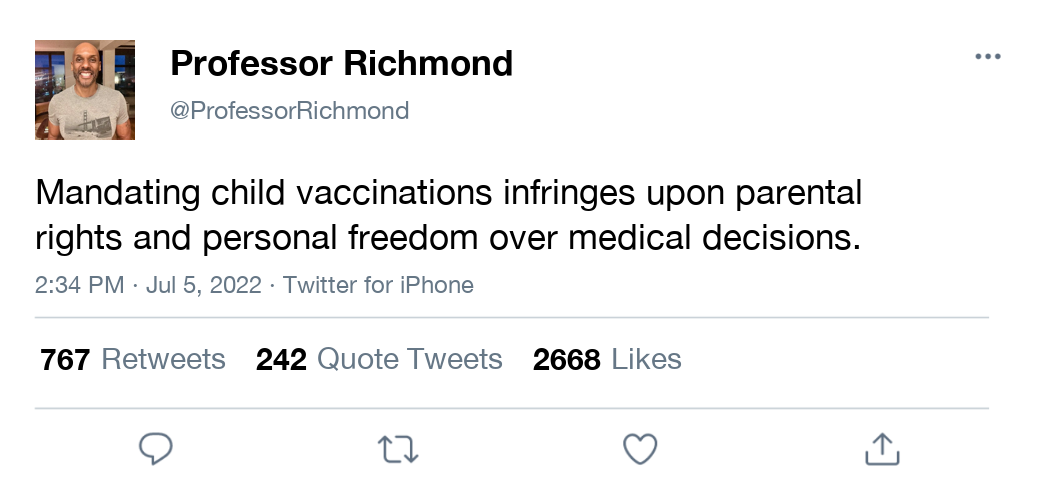 Professor Richmond
@ProfessorRichmond
Mandating child vaccinations infringes upon parental
rights and personal freedom over medical decisions.
2:34 PM · Jul 5, 2022 · Twitter for iPhone
767 Retweets 242 Quote Tweets 2668 Likes